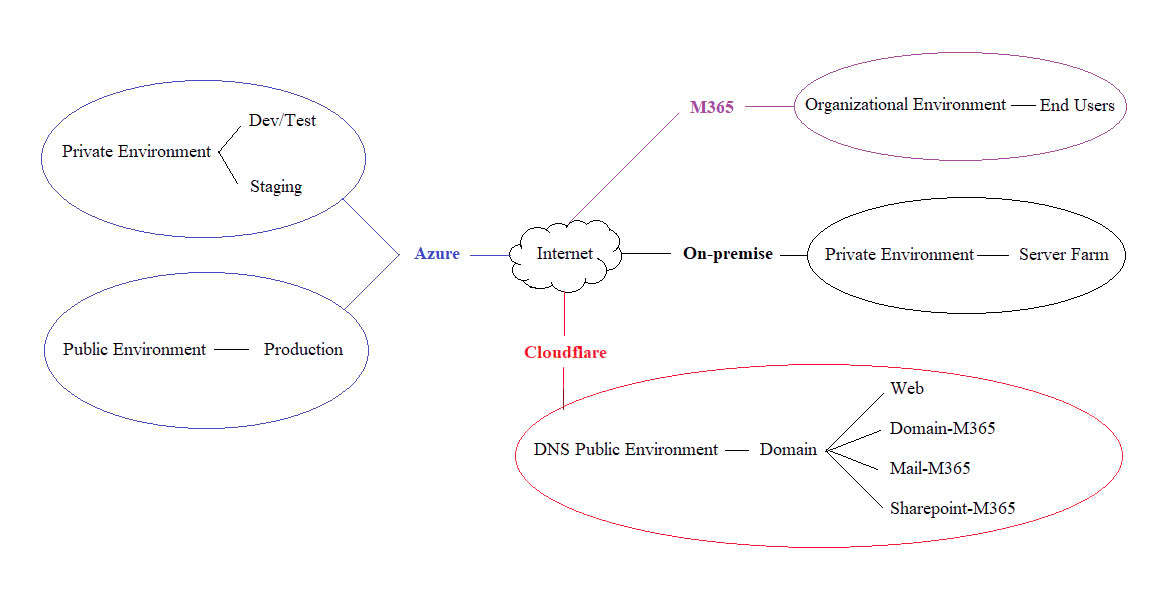 Dev/Test
Private Environment
Staging
Public Environment
Production
Azure
Internet
M365
Organizational Environment
End Users
On-premise
Private Environment
Server Farm
Cloudflare
DNS Public Environment
Domain
Web
Domain-M365
Mail-M365
Sharepoint-M365